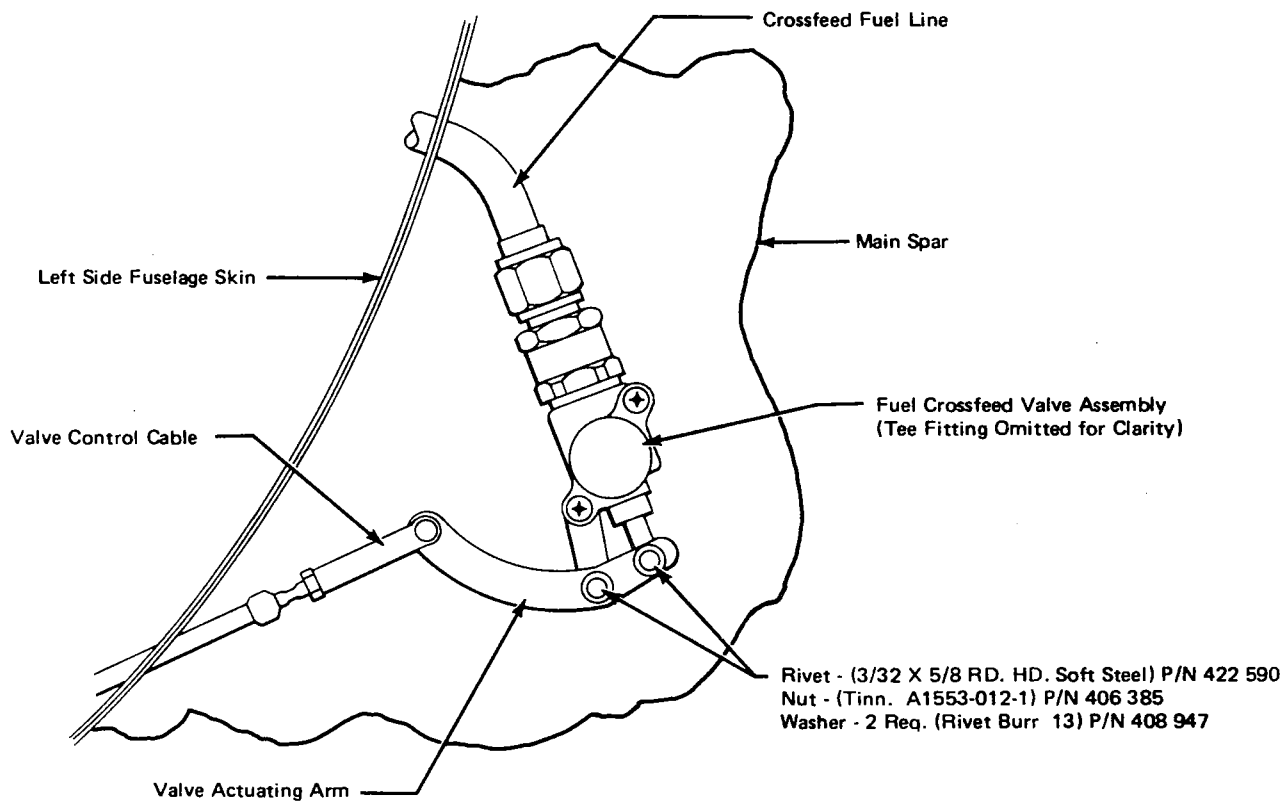 Crossfeed Fuel Line
Main Spar
Left Side Fuselage Skin
Fuel Crossfeed Valve Assembly
(Tee Fitting Omitted for Clarity)
Valve Control Cable
Rivet - (3/32 X 5/8 RD. HD. Soft Steel) P/N 422 590
Nut - (Tinn. A1553-012-1) P/N 406 385
Washer - 2 Req. (Rivet Burr 13) P/N 408 947
Valve Actuating Arm